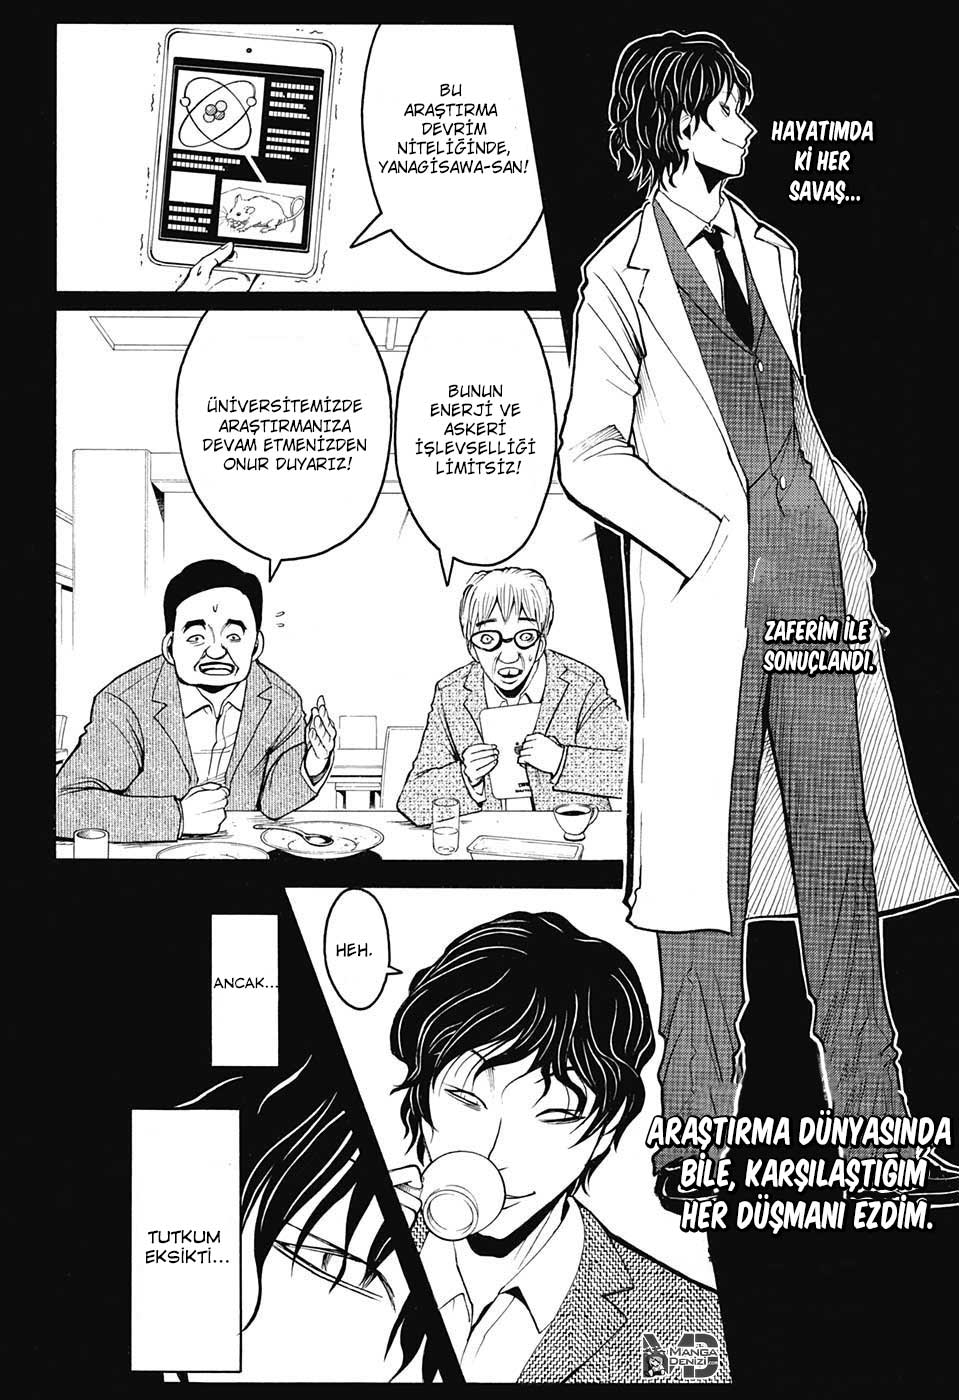 HAYATIMDA
Kİ HER
SAVAŞ...
ZAFERİM İLE
SONUÇLANDI.
BU
ARAŞTIRMA
DEVRİM
NİTELİĞİNDE,
YANAGISAWA-SAN!
BUNUN
ENERJİ VE
ASKERİ
İŞLEVSELLİĞİ
LİMİTSİZ!
ÜNİVERSİTEMİZDE
ARAŞTIRMANIZA
DEVAM ETMENİZDEN
ONUR DUYARIZ!
ARAŞTIRMA DÜNYASINDA
BİLE, KARŞILAŞTIĞIM
HER DÜŞMANI EZDİM.
HEH.
ANCAK...
TUTKUM
EKSİKTİ...
MANGA
DENİZİ.com